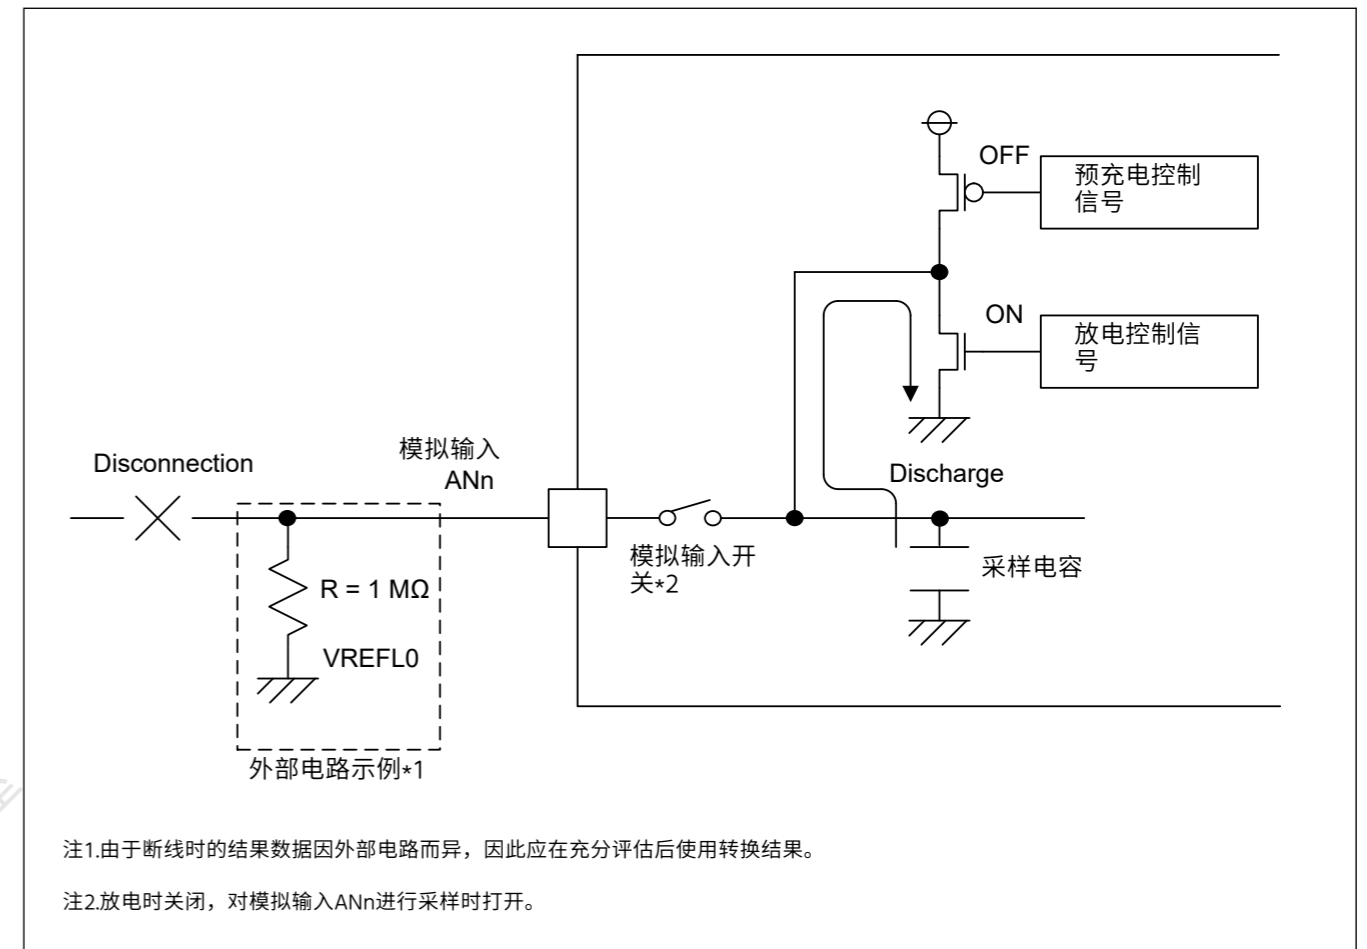 OFF
预充电控制
信号
ON
放电控制信
号
Discharge
模拟输入
ANn
Disconnection
模拟输入开
关*2
采样电容
R = 1 MΩ
VREFL0
外部电路示例*1
注1.由于断线时的结果数据因外部电路而异，因此应在充分评估后使用转换结果。
注2.放电时关闭，对模拟输入ANn进行采样时打开。